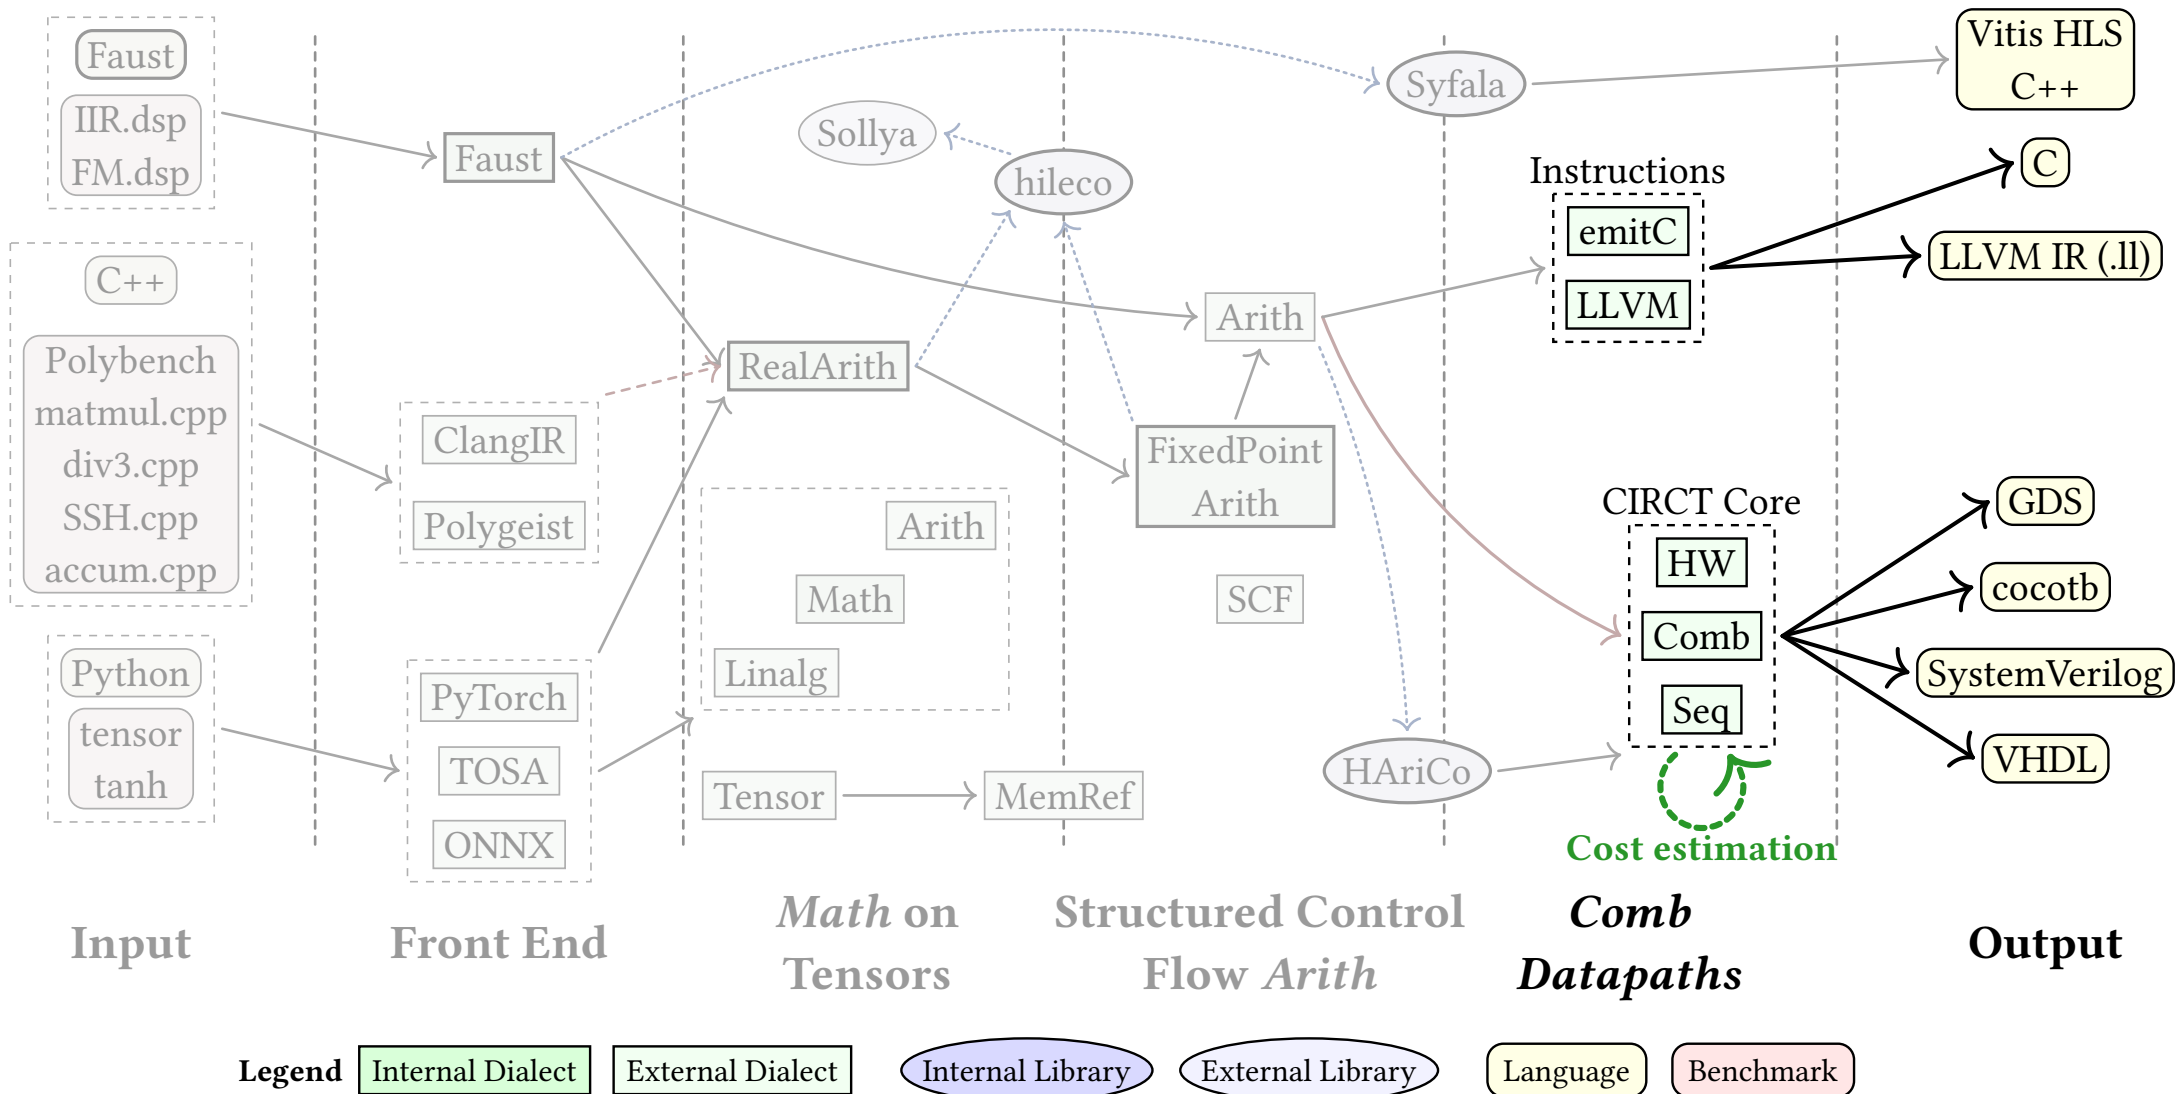 Faust
IIR.dsp
FM.dsp
C++
Polybench
matmul.cpp
div3.cpp
SSH.cpp
accum.cpp
Python
tensor
tanh
Faust
ClangIR
Polygeist
PyTorch
TOSA
ONNX
Sollya
hileco
RealArith
Arith
Math
Linalg
Tensor
MemRef
Arith
FixedPoint
Arith
SCF
Syfala
HAriCo
Instructions
emitC
LLVM
CIRCT Core
HW
Comb
Seq
Cost estimation
Vitis HLS
C++
C
LLVM IR (.ll)
GDS
cocotb
SystemVerilog
VHDL
Input
Front End
Math on
Tensors
Structured Control
Flow Arith
Comb
Datapaths
Output
Legend
Internal Dialect
External Dialect
Internal Library
External Library
Language
Benchmark